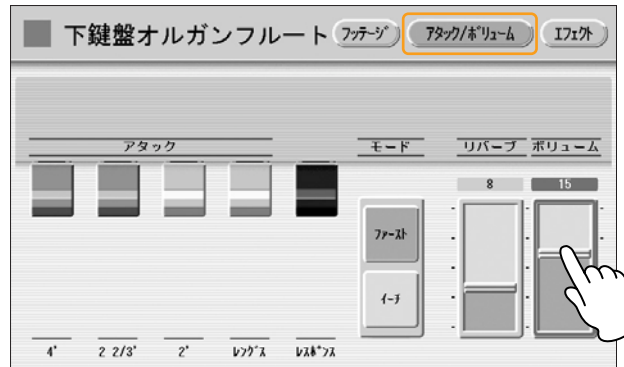 下鍵盤オルガンフルート ﾌｯﾃｰｼﾞ ｱﾀｯｸ/ﾎﾞﾘｭｰﾑ ｴﾌｪｸﾄ
アタック モード リバーブ ボリューム
8 15
ﾌｧｰｽﾄ
ｲｰﾁ
4' 2 2/3' 2' ﾚﾝｸﾞｽ ﾚｽﾎﾟﾝｽ